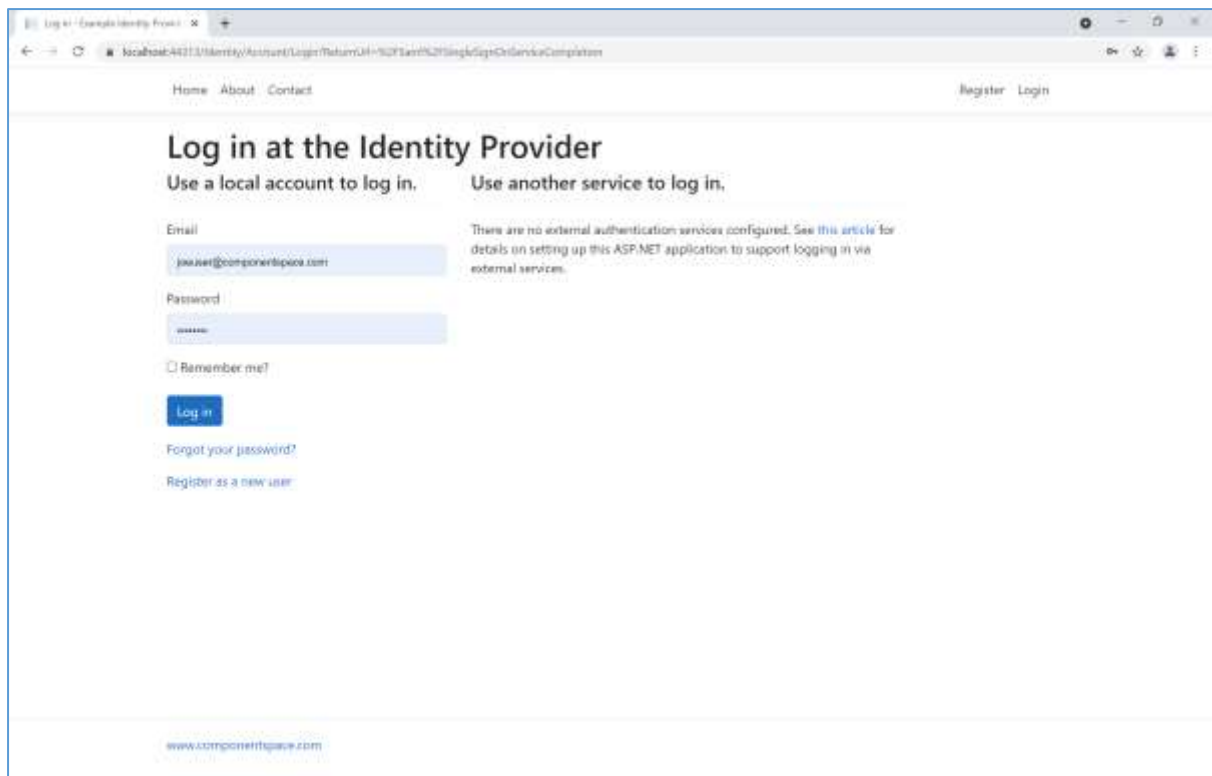 Log in - Example Identity Provi
localhost:44313/Identity/Account/Login?ReturnUrl=%2FSaml%2FSingleSignOnServiceCompletion
Home About Contact Register Login
Log in at the Identity Provider
Use a local account to log in. Use another service to log in.
Email
There are no external authentication services configured. See this article for
details on setting up this ASP.NET application to support logging in via
external services.
joeuser@componentspace.com
Password
Remember me?
Log in
Forgot your password?
Register as a new user
www.componentspace.com